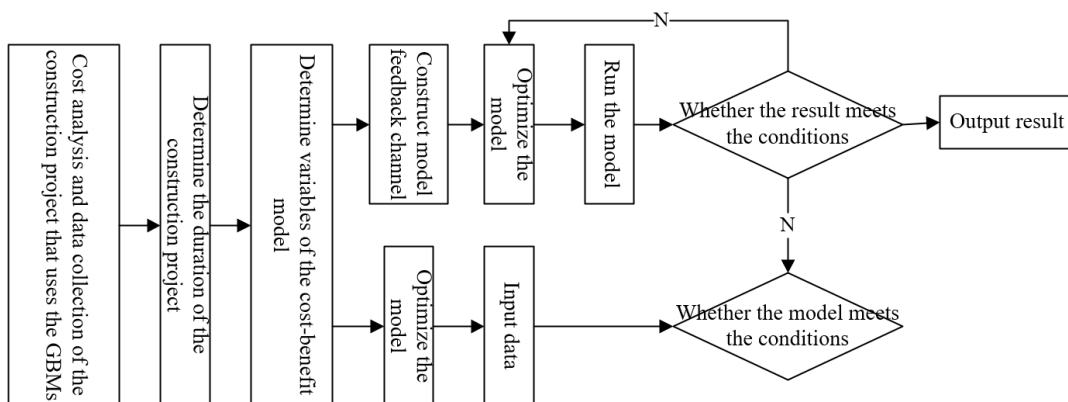 Cost analysis and data collection of the
construction project that uses the GBMs
Determine the duration of the
construction project
Determine variables of the cost-benefit
model
Construct model
feedback channel
Optimize the
model
Run the model
N
Whether the result meets
the conditions
Output result
N
Optimize the
model
Input data
Whether the model meets
the conditions